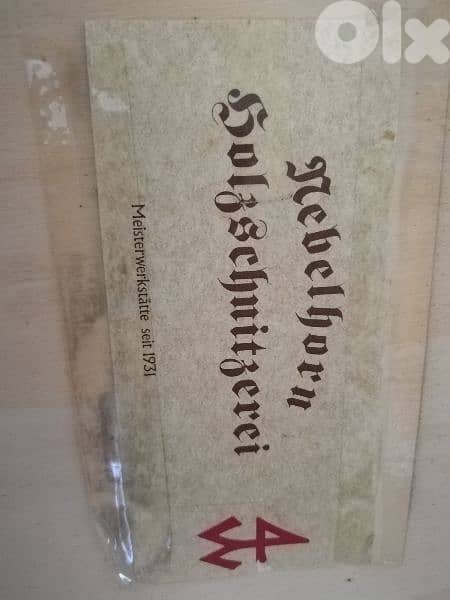 Nebelhorn
HolzSchnitzerei
Meisterwerkstätte seit 1931
OLX